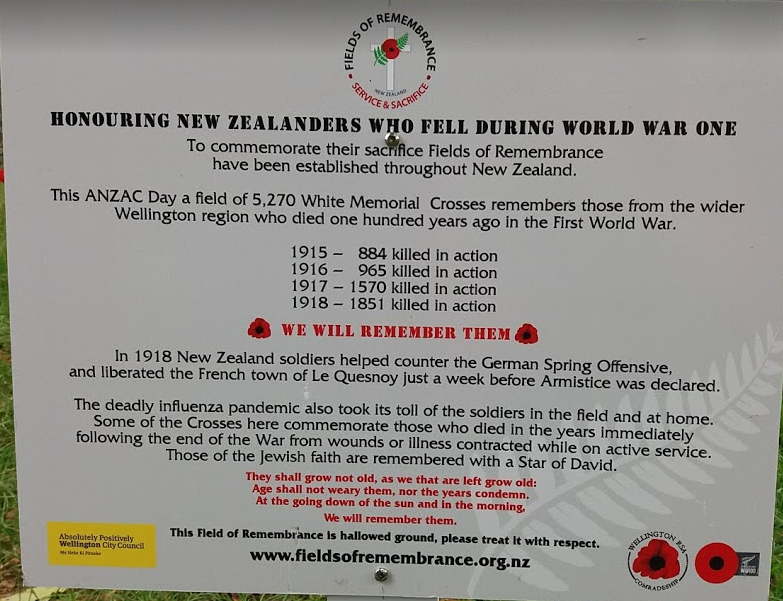 FIELDS OF REMEMBRANCE
NEW ZEALAND
SERVICE & SACRIFICE
HONOURING NEW ZEALANDERS WHO FELL DURING WORLD WAR ONE
To commemorate their sacrifice Fields of Remembrance
have been established throughout New Zealand.
This ANZAC Day a field of 5,270 White Memorial Crosses remembers those from the wider
Wellington region who died one hundred years ago in the First World War.
1915 – 884 killed in action
1916 – 965 killed in action
1917 – 1570 killed in action
1918 – 1851 killed in action
WE WILL REMEMBER THEM
In 1918 New Zealand soldiers helped counter the German Spring Offensive,
and liberated the French town of Le Quesnoy just a week before Armistice was declared.
The deadly influenza pandemic also took its toll of the soldiers in the field and at home.
Some of the Crosses here commemorate those who died in the years immediately
following the end of the War from wounds or illness contracted while on active service.
Those of the Jewish faith are remembered with a Star of David.
They shall grow not old, as we that are left grow old:
Age shall not weary them, nor the years condemn.
At the going down of the sun and in the morning,
We will remember them.
This Field of Remembrance is hallowed ground, please treat it with respect.
www.fieldsofremembrance.org.nz
Absolutely Positively
Wellington City Council
Me Heke Ki Pōneke
WELLINGTON RSA
COMRADESHIP
WW100